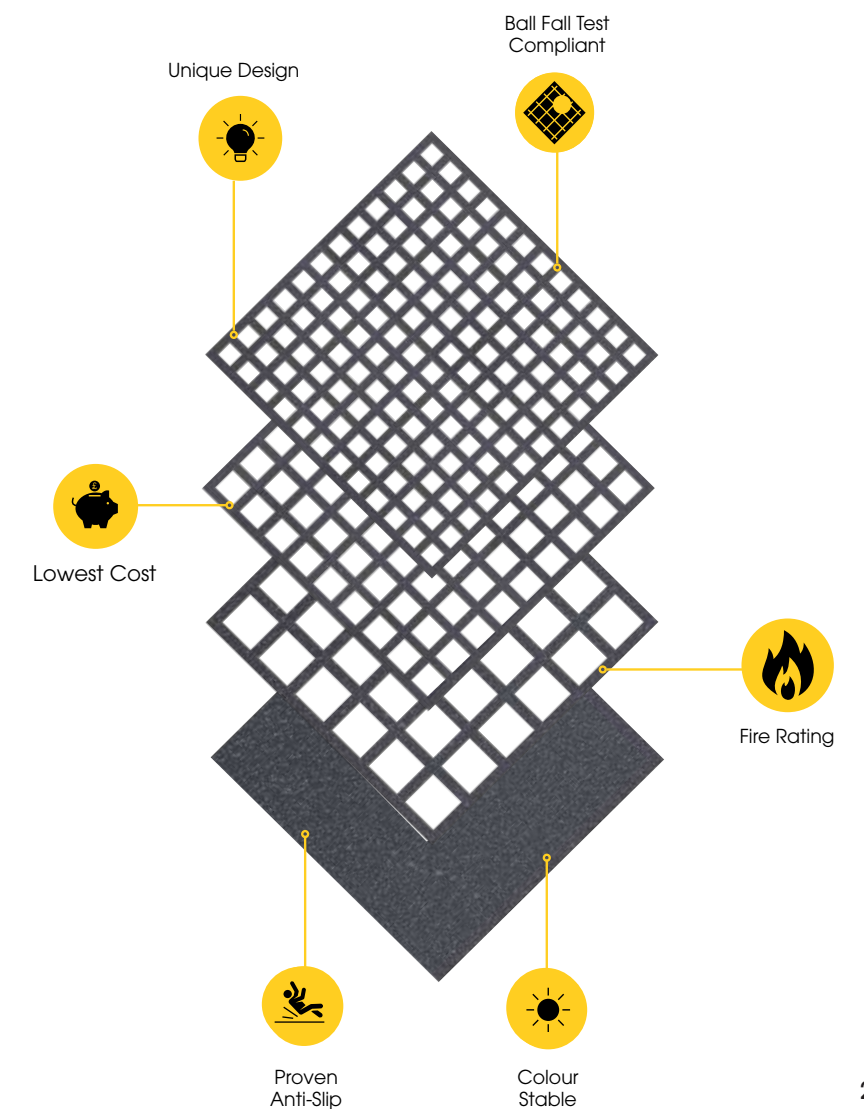 Ball Fall Test
Compliant
Unique Design
£
Lowest Cost
Fire Rating
Proven
Anti-Slip
Colour
Stable